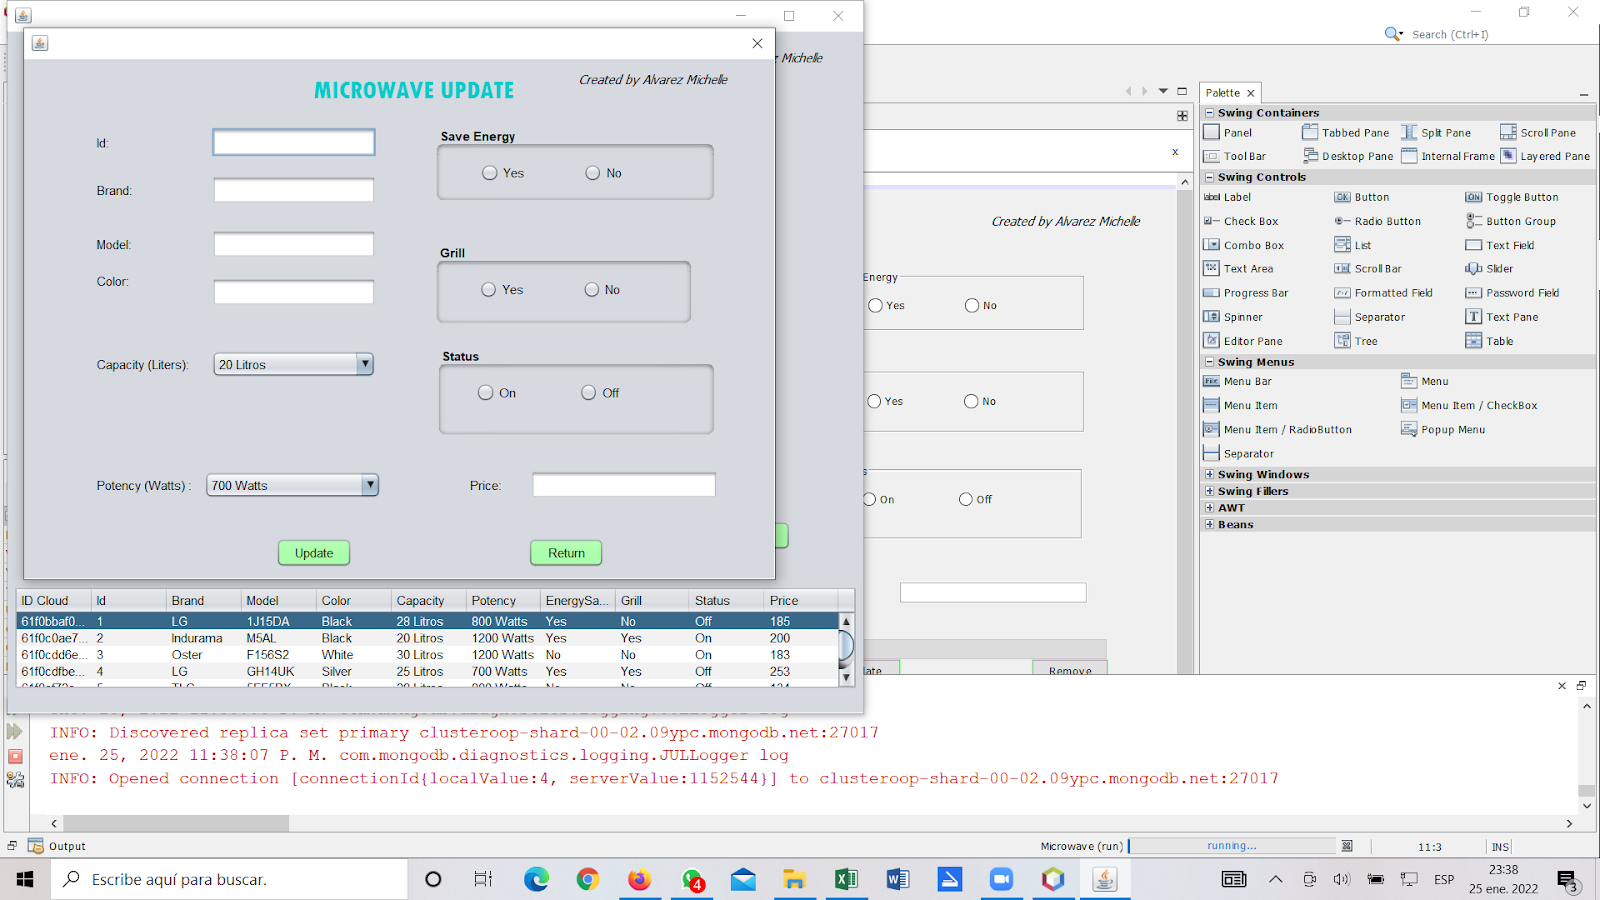 Michelle
Search (Ctrl+I)
MICROWAVE UPDATE
Created by Alvarez Michelle
Id:
Brand:
Model:
Color:
Capacity (Liters):
20 Litros
Potency (Watts) :
700 Watts
Save Energy
Yes
No
Grill
Yes
No
Status
On
Off
Price:
Update
Return
ID Cloud Id Brand Model Color Capacity Potency EnergySa... Grill Status Price
61f0bbaf0... 1 LG 1J15DA Black 28 Litros 800 Watts Yes No Off 185
61f0c0ae7... 2 Indurama M5AL Black 20 Litros 1200 Watts Yes Yes On 200
61f0cdd6e... 3 Oster F156S2 White 30 Litros 1200 Watts No No On 183
61f0cdfbe... 4 LG GH14UK Silver 25 Litros 700 Watts Yes Yes Off 253
x
Created by Alvarez Michelle
Energy
Yes
No
Yes
No
On
Off
Remove
Palette
Swing Containers
Panel Tabbed Pane Split Pane Scroll Pane
Tool Bar Desktop Pane Internal Frame Layered Pane
Swing Controls
label Label OK Button ON Toggle Button
Check Box Radio Button Button Group
Combo Box List Text Field
Text Area Scroll Bar Slider
Progress Bar Formatted Field Password Field
Spinner Separator Text Pane
Editor Pane Tree Table
Swing Menus
Menu Bar Menu
Menu Item Menu Item / CheckBox
Menu Item / RadioButton Popup Menu
Separator
Swing Windows
Swing Fillers
AWT
Beans
INFO: Discovered replica set primary clusteroop-shard-00-02.09ypc.mongodb.net:27017
ene. 25, 2022 11:38:07 P. M. com.mongodb.diagnostics.logging.JULLogger log
INFO: Opened connection [connectionId{localValue:4, serverValue:1152544}] to clusteroop-shard-00-02.09ypc.mongodb.net:27017
Output
Microwave (run)
running...
11:3
INS
Escribe aquí para buscar.
4
ESP
23:38
25 ene. 2022
3